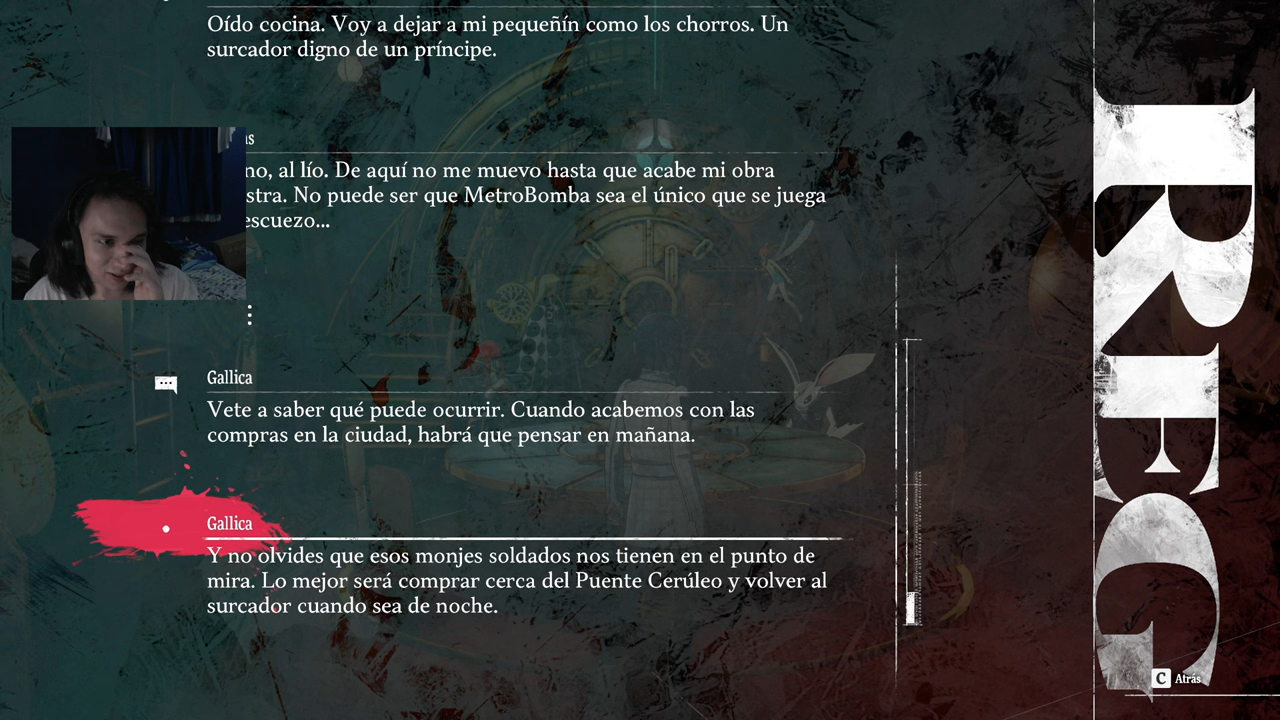 Oído cocina. Voy a dejar a mi pequeñín como los chorros. Un
surcador digno de un príncipe.
no, al lío. De aquí no me muevo hasta que acabe mi obra
stra. No puede ser que MetroBomba sea el único que se juega
escuezo...
Gallica
Vete a saber qué puede ocurrir. Cuando acabemos con las
compras en la ciudad, habrá que pensar en mañana.
Gallica
Y no olvides que esos monjes soldados nos tienen en el punto de
mira. Lo mejor será comprar cerca del Puente Cerúleo y volver al
surcador cuando sea de noche.
C Atrás